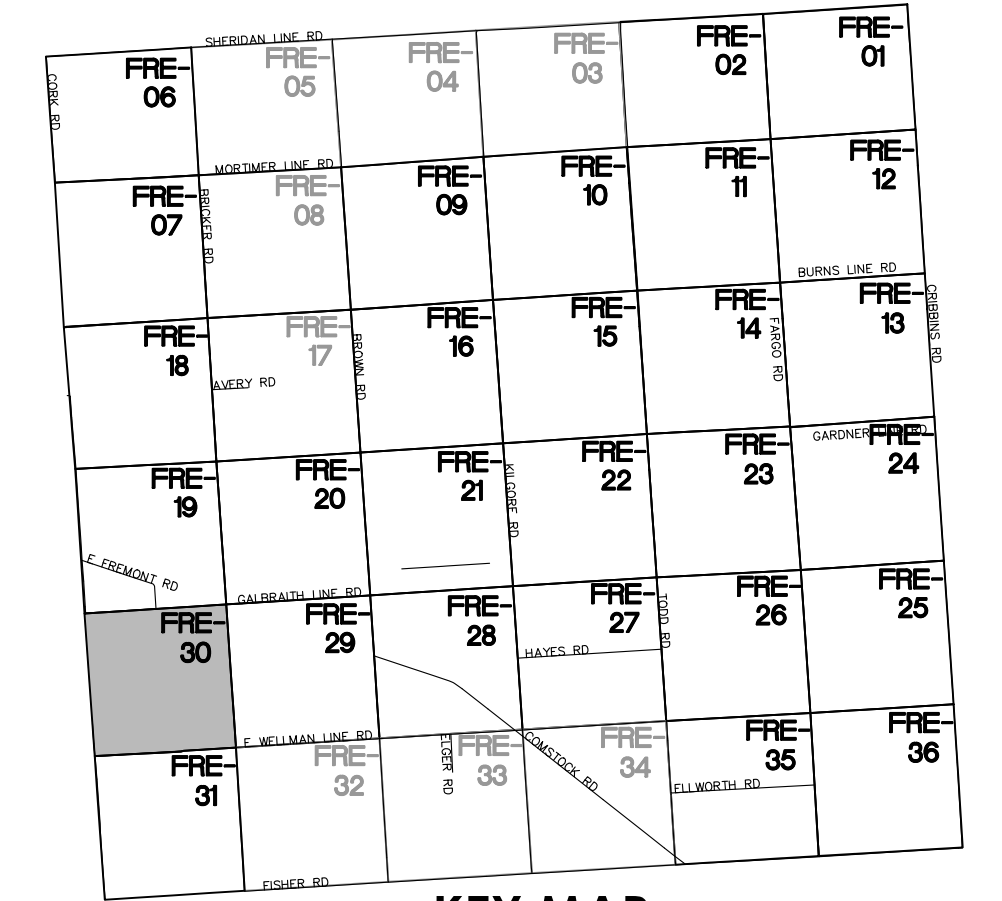 SHERIDAN LINE RD
CORK RD
FRE-
06
FRE-
05
FRE-
04
FRE-
03
FRE-
02
FRE-
01
MORTIMER LINE RD
FRE-
07
BRICKER RD
FRE-
08
FRE-
09
FRE-
10
FRE-
11
FRE-
12
BURNS LINE RD
FRE-
18
FRE-
17
AVERY RD
BROWN RD
FRE-
16
FRE-
15
FRE-
14
FARGO RD
FRE-
13
CRIBBINS RD
FRE-
19
E FREMONT RD
FRE-
20
GALBRAITH LINE RD
FRE-
21
KILGORE RD
FRE-
22
FRE-
23
GARDNER LINE RD
FRE-
24
FRE-
30
FRE-
29
E WELLMAN LINE RD
FRE-
28
FRE-
27
HAYES RD
TODD RD
FRE-
26
FRE-
25
FRE-
31
FRE-
32
FISHER RD
ELGER RD
FRE-
33
COMSTOCK RD
FRE-
34
FRE-
35
ELLWORTH RD
FRE-
36
KEY MAP